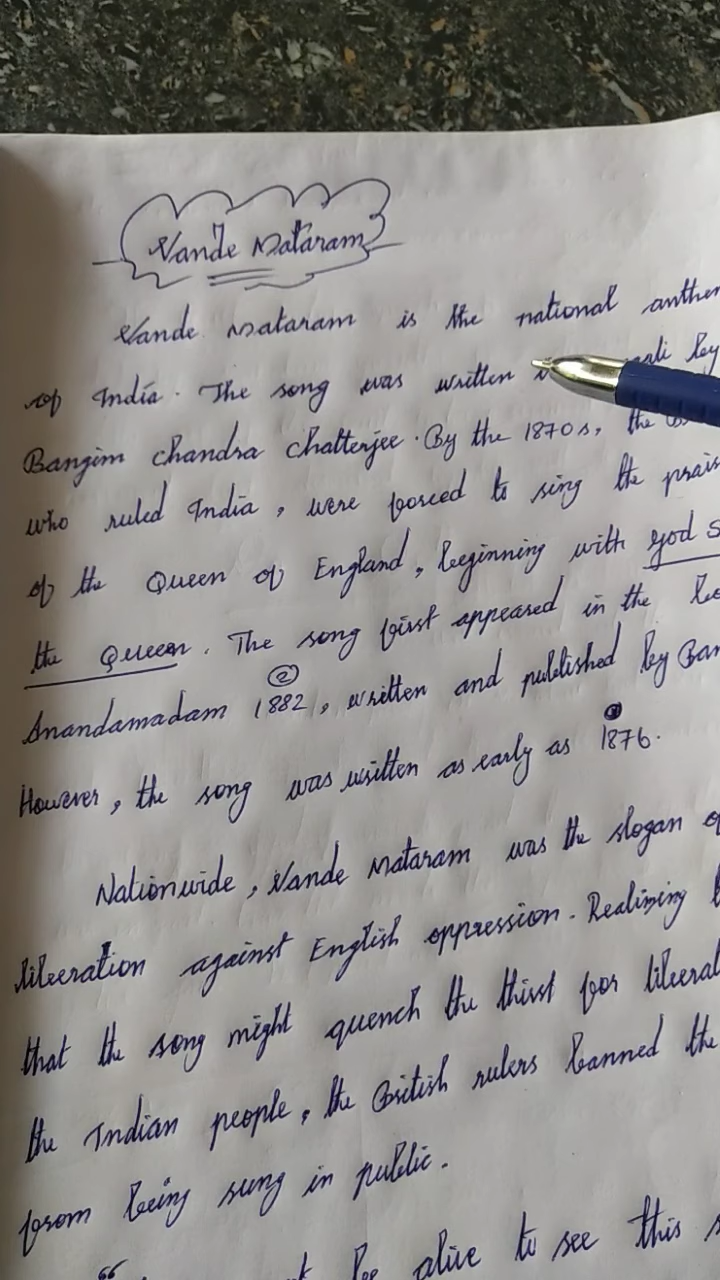 Vande Mataram
Vande Mataram is the national
of India. The song was written
Bangim chandra chatterjee. By the 1870s, the
who ruled India, were forced to sing the
of the Queen of England, beginning with god
the Queen. The song first appeared in the
2
Anandamadam 1882, written and published by
1876.
However, the song was written as early as
Nationwide, Vande Mataram was the slogan
liberation against English oppression. Realizing
that the song might quench the thirst for
the Indian people, the British rulers banned the
from being sung in public.
alive to see this